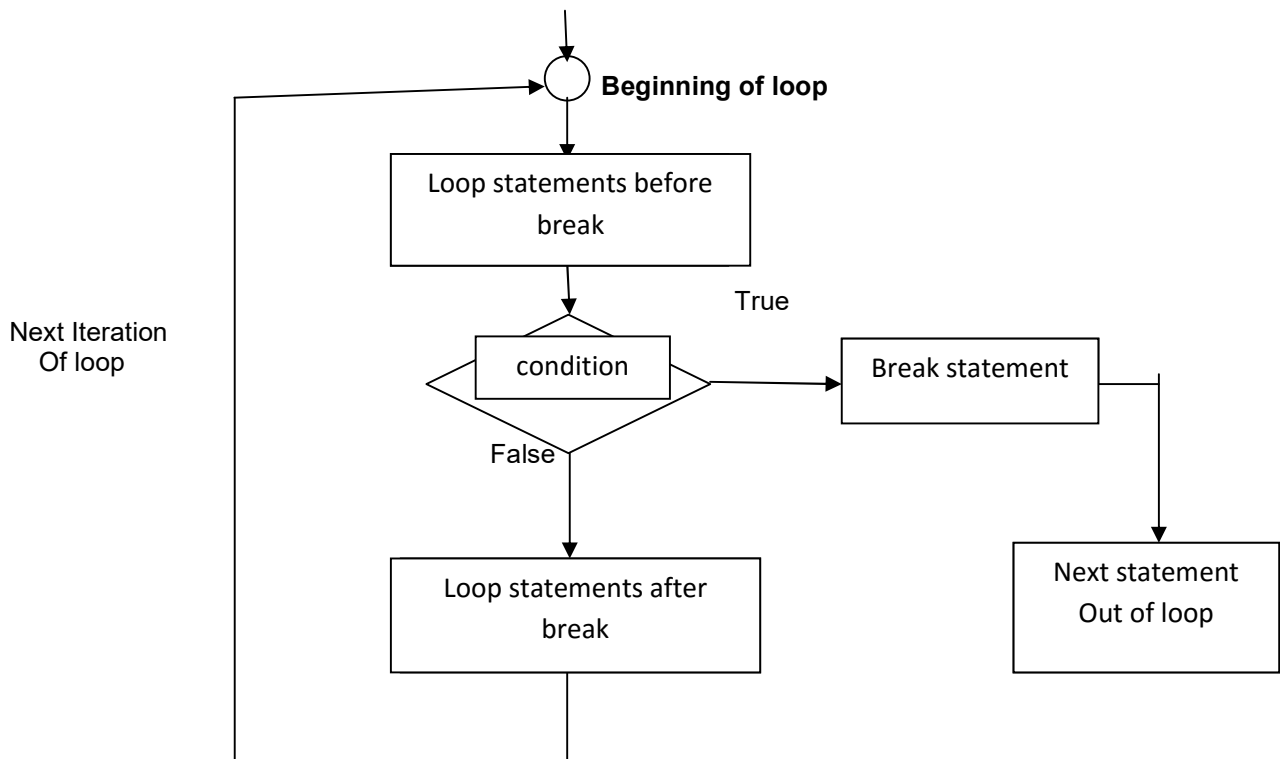 Beginning of loop
Loop statements before
break
True
Next Iteration
Of loop
condition
Break statement
False
Loop statements after
break
Next statement
Out of loop